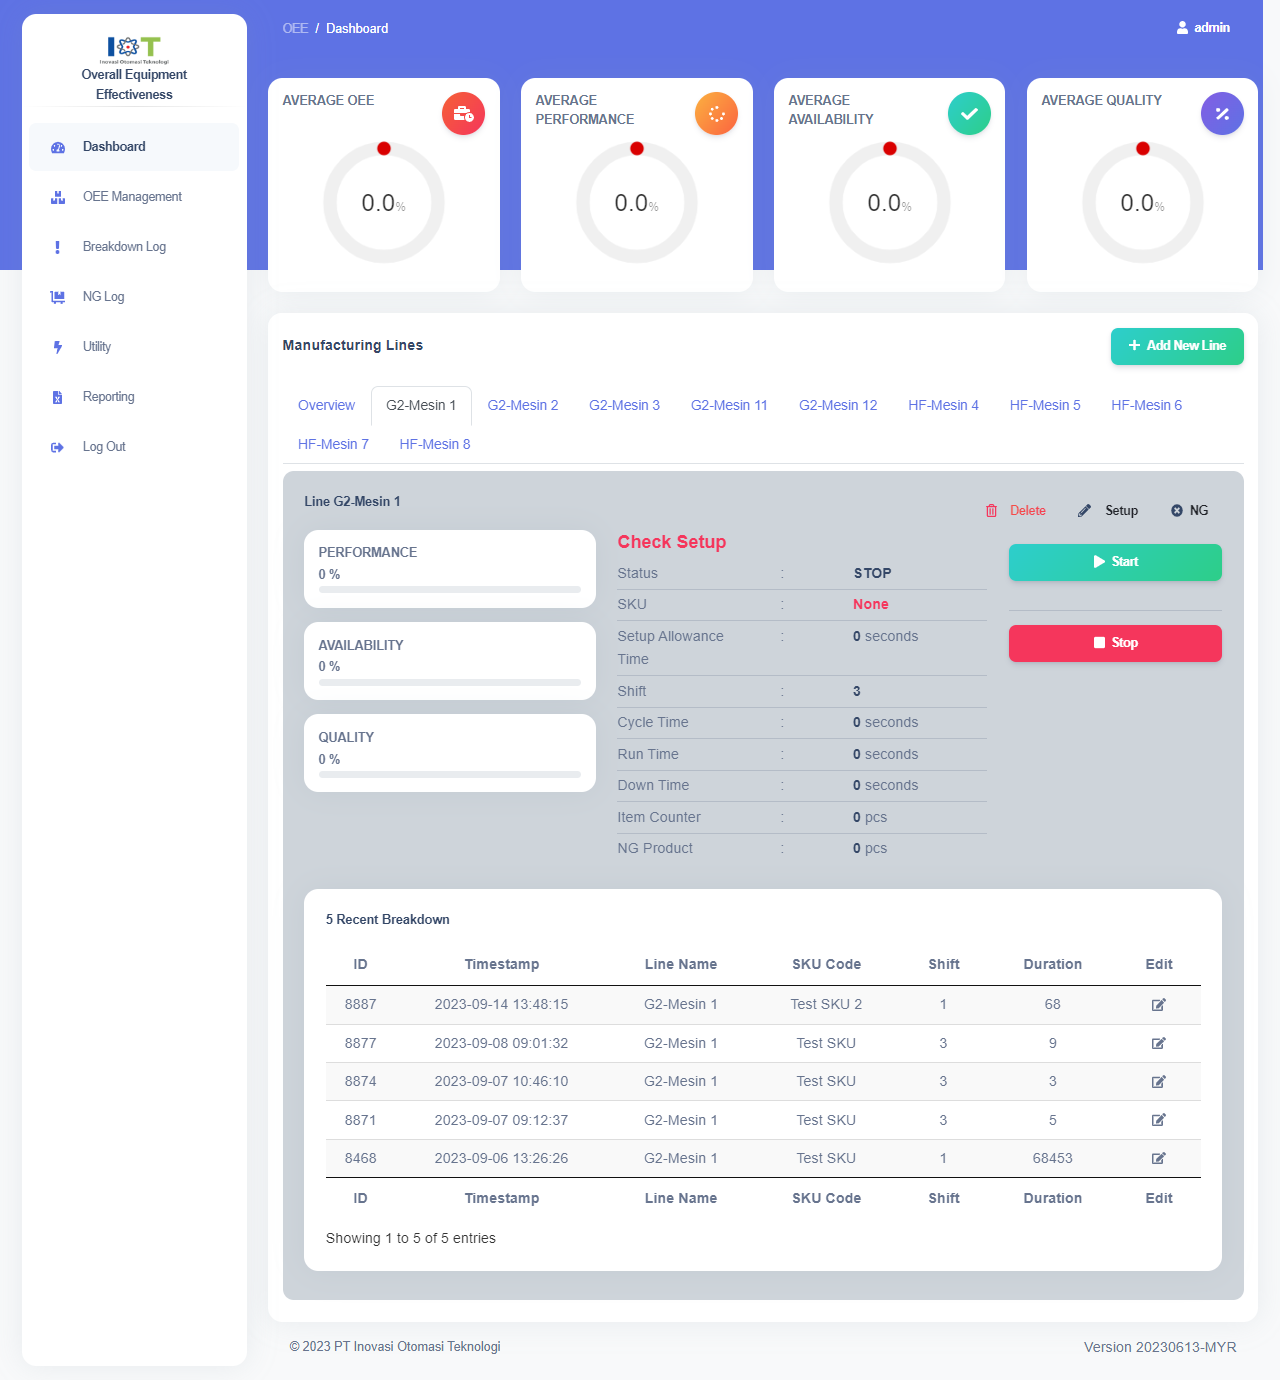 OEE / Dashboard
admin
IOT
Inovasi Otomasi Teknologi
Overall Equipment
Effectiveness
Dashboard
OEE Management
Breakdown Log
NG Log
Utility
Reporting
Log Out
AVERAGE OEE
0.0%
AVERAGE
PERFORMANCE
0.0%
AVERAGE
AVAILABILITY
0.0%
AVERAGE QUALITY
0.0%
Manufacturing Lines
Add New Line
Overview G2-Mesin 1 G2-Mesin 2 G2-Mesin 3 G2-Mesin 11 G2-Mesin 12 HF-Mesin 4 HF-Mesin 5 HF-Mesin 6
HF-Mesin 7 HF-Mesin 8
Line G2-Mesin 1
Delete Setup NG
PERFORMANCE
0 %
AVAILABILITY
0 %
QUALITY
0 %
Check Setup
Status : STOP
SKU : None
Setup Allowance : 0 seconds
Time
Shift : 3
Cycle Time : 0 seconds
Run Time : 0 seconds
Down Time : 0 seconds
Item Counter : 0 pcs
NG Product : 0 pcs
Start
Stop
5 Recent Breakdown
ID Timestamp Line Name SKU Code Shift Duration Edit
8887 2023-09-14 13:48:15 G2-Mesin 1 Test SKU 2 1 68
8877 2023-09-08 09:01:32 G2-Mesin 1 Test SKU 3 9
8874 2023-09-07 10:46:10 G2-Mesin 1 Test SKU 3 3
8871 2023-09-07 09:12:37 G2-Mesin 1 Test SKU 3 5
8468 2023-09-06 13:26:26 G2-Mesin 1 Test SKU 1 68453
ID Timestamp Line Name SKU Code Shift Duration Edit
Showing 1 to 5 of 5 entries
© 2023 PT Inovasi Otomasi Teknologi
Version 20230613-MYR